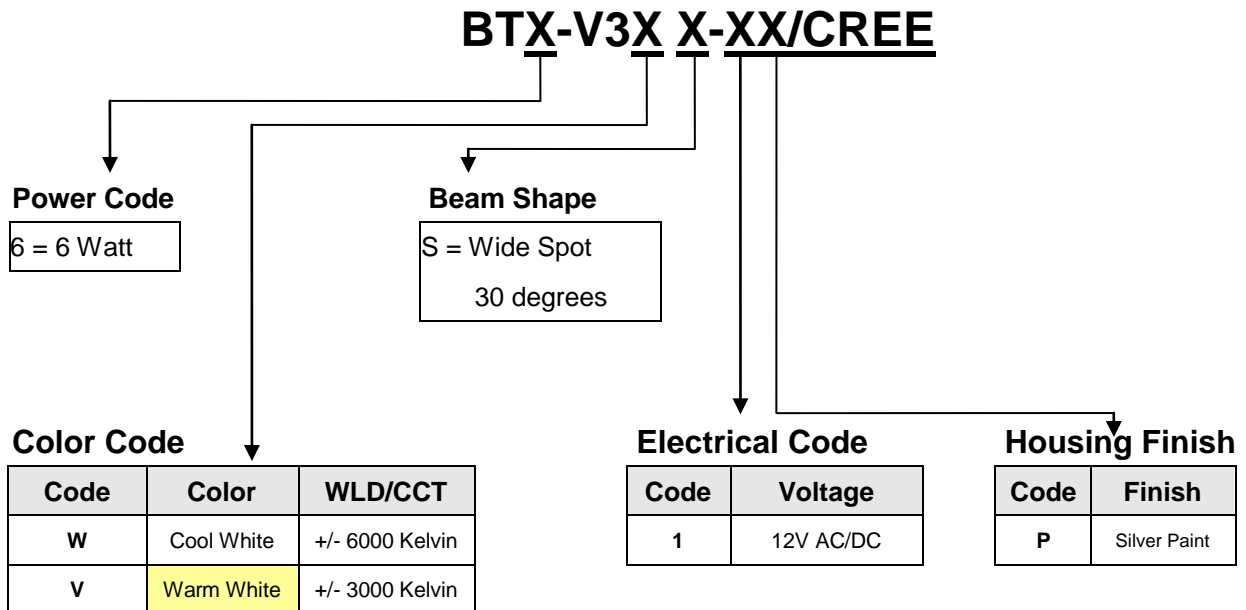 BTX-V3X X-XX/CREE
Power Code
6 = 6 Watt
Beam Shape
S = Wide Spot
30 degrees
Color Code
Code Color WLD/CCT
W Cool White +/- 6000 Kelvin
V Warm White +/- 3000 Kelvin
Electrical Code
Code Voltage
1 12V AC/DC
Housing Finish
Code Finish
P Silver Paint